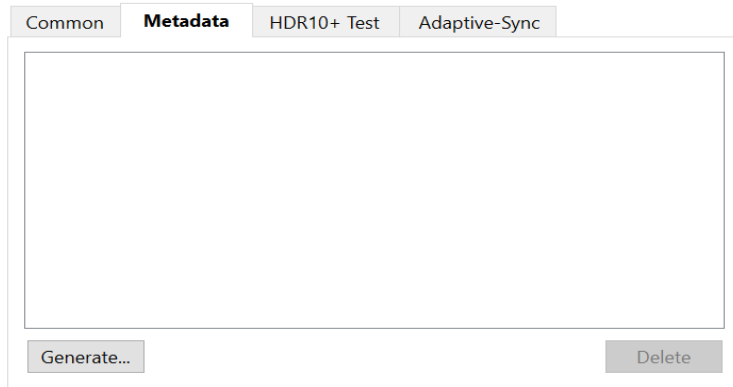 Common Metadata HDR10+ Test Adaptive-Sync
Generate... Delete